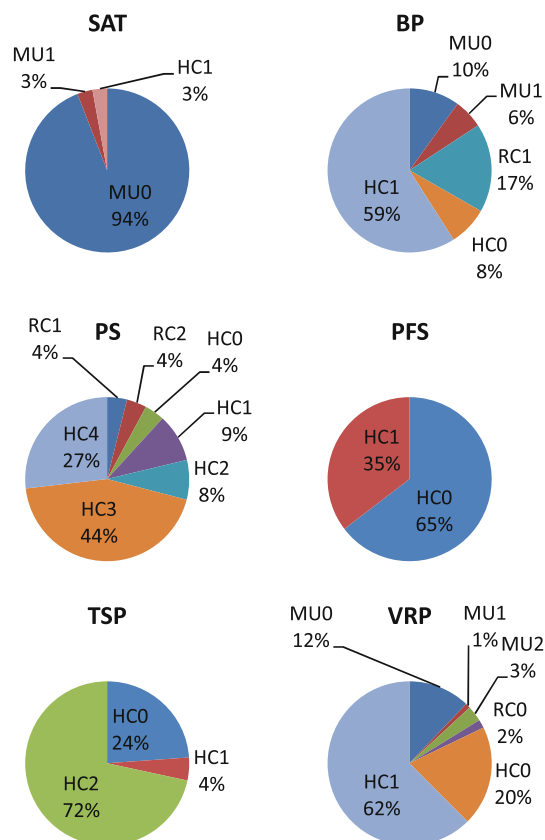 SAT
MU1
3%
HC1
3%
MU0
94%
BP
MU0
10%
MU1
6%
RC1
17%
HC0
8%
HC1
59%
PS
RC1
4%
RC2
4%
HC0
4%
HC1
9%
HC2
8%
HC3
44%
HC4
27%
PFS
HC1
35%
HC0
65%
TSP
HC0
24%
HC1
4%
HC2
72%
VRP
MU0
12%
MU1
1%
MU2
3%
RC0
2%
HC0
20%
HC1
62%